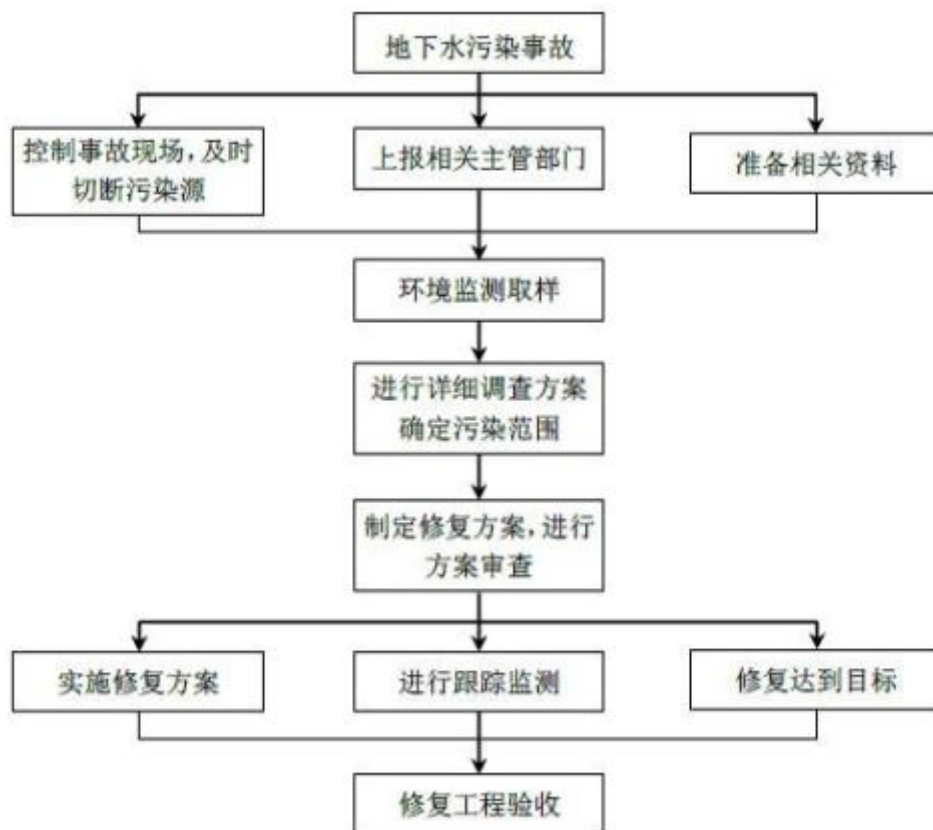 地下水污染事故
控制事故现场，及时
切断污染源
上报相关主管部门
准备相关资料
环境监测取样
进行详细调查方案
确定污染范围
制定修复方案，进行
方案审查
实施修复方案
进行跟踪监测
修复达到目标
修复工程验收